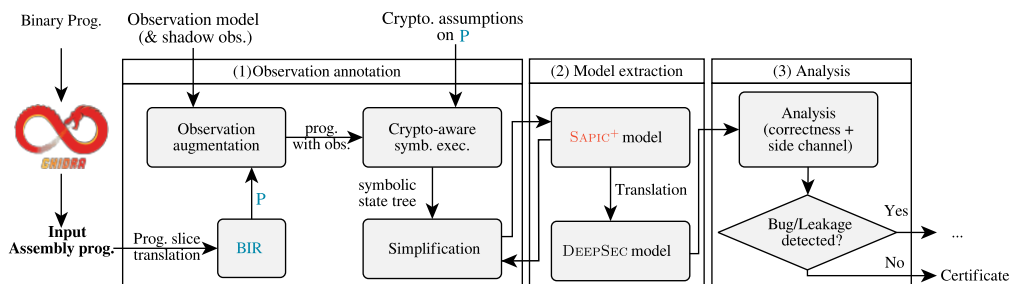 Binary Prog.
Observation model
(& shadow obs.)
Crypto. assumptions
on P
(1)Observation annotation
(2) Model extraction
(3) Analysis
GHIDRA
Observation
augmentation
prog.
with obs.
Crypto-aware
symb. exec.
SAPIC+ model
Analysis
(correctness +
side channel)
P
symbolic
state tree
Translation
Input
Assembly prog.
Prog. slice
translation
BIR
Simplification
DEEPSEC model
Bug/Leakage
detected?
Yes
...
No
Certificate